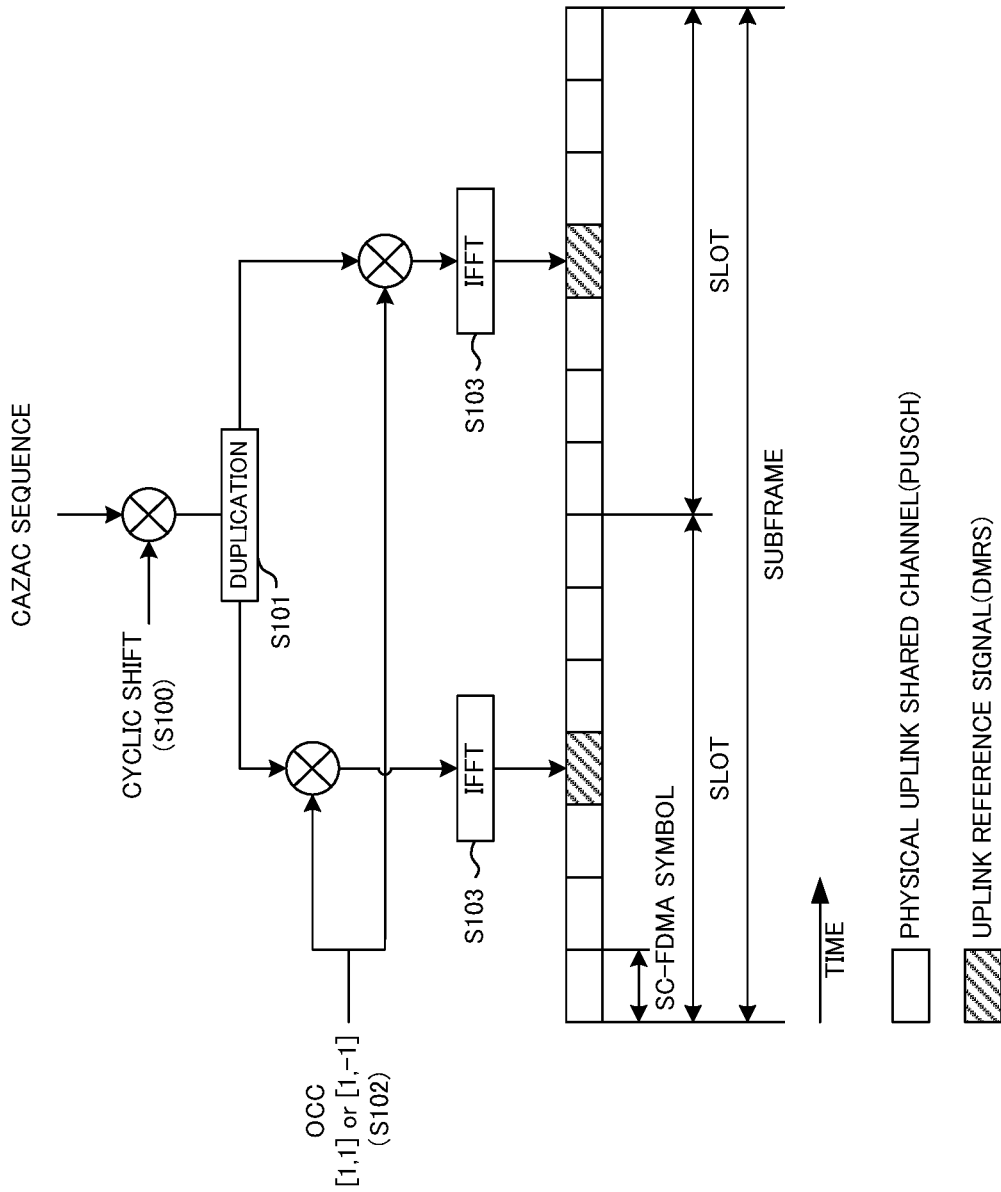 CAZAC SEQUENCE
CYCLIC SHIFT
(S100)
DUPLICATION
S101
OCC
[1,1] or [1,-1]
(S102)
IFFT
S103
IFFT
S103
SC-FDMA SYMBOL
SLOT
SLOT
SUBFRAME
TIME
PHYSICAL UPLINK SHARED CHANNEL(PUSCH)
UPLINK REFERENCE SIGNAL(DMRS)